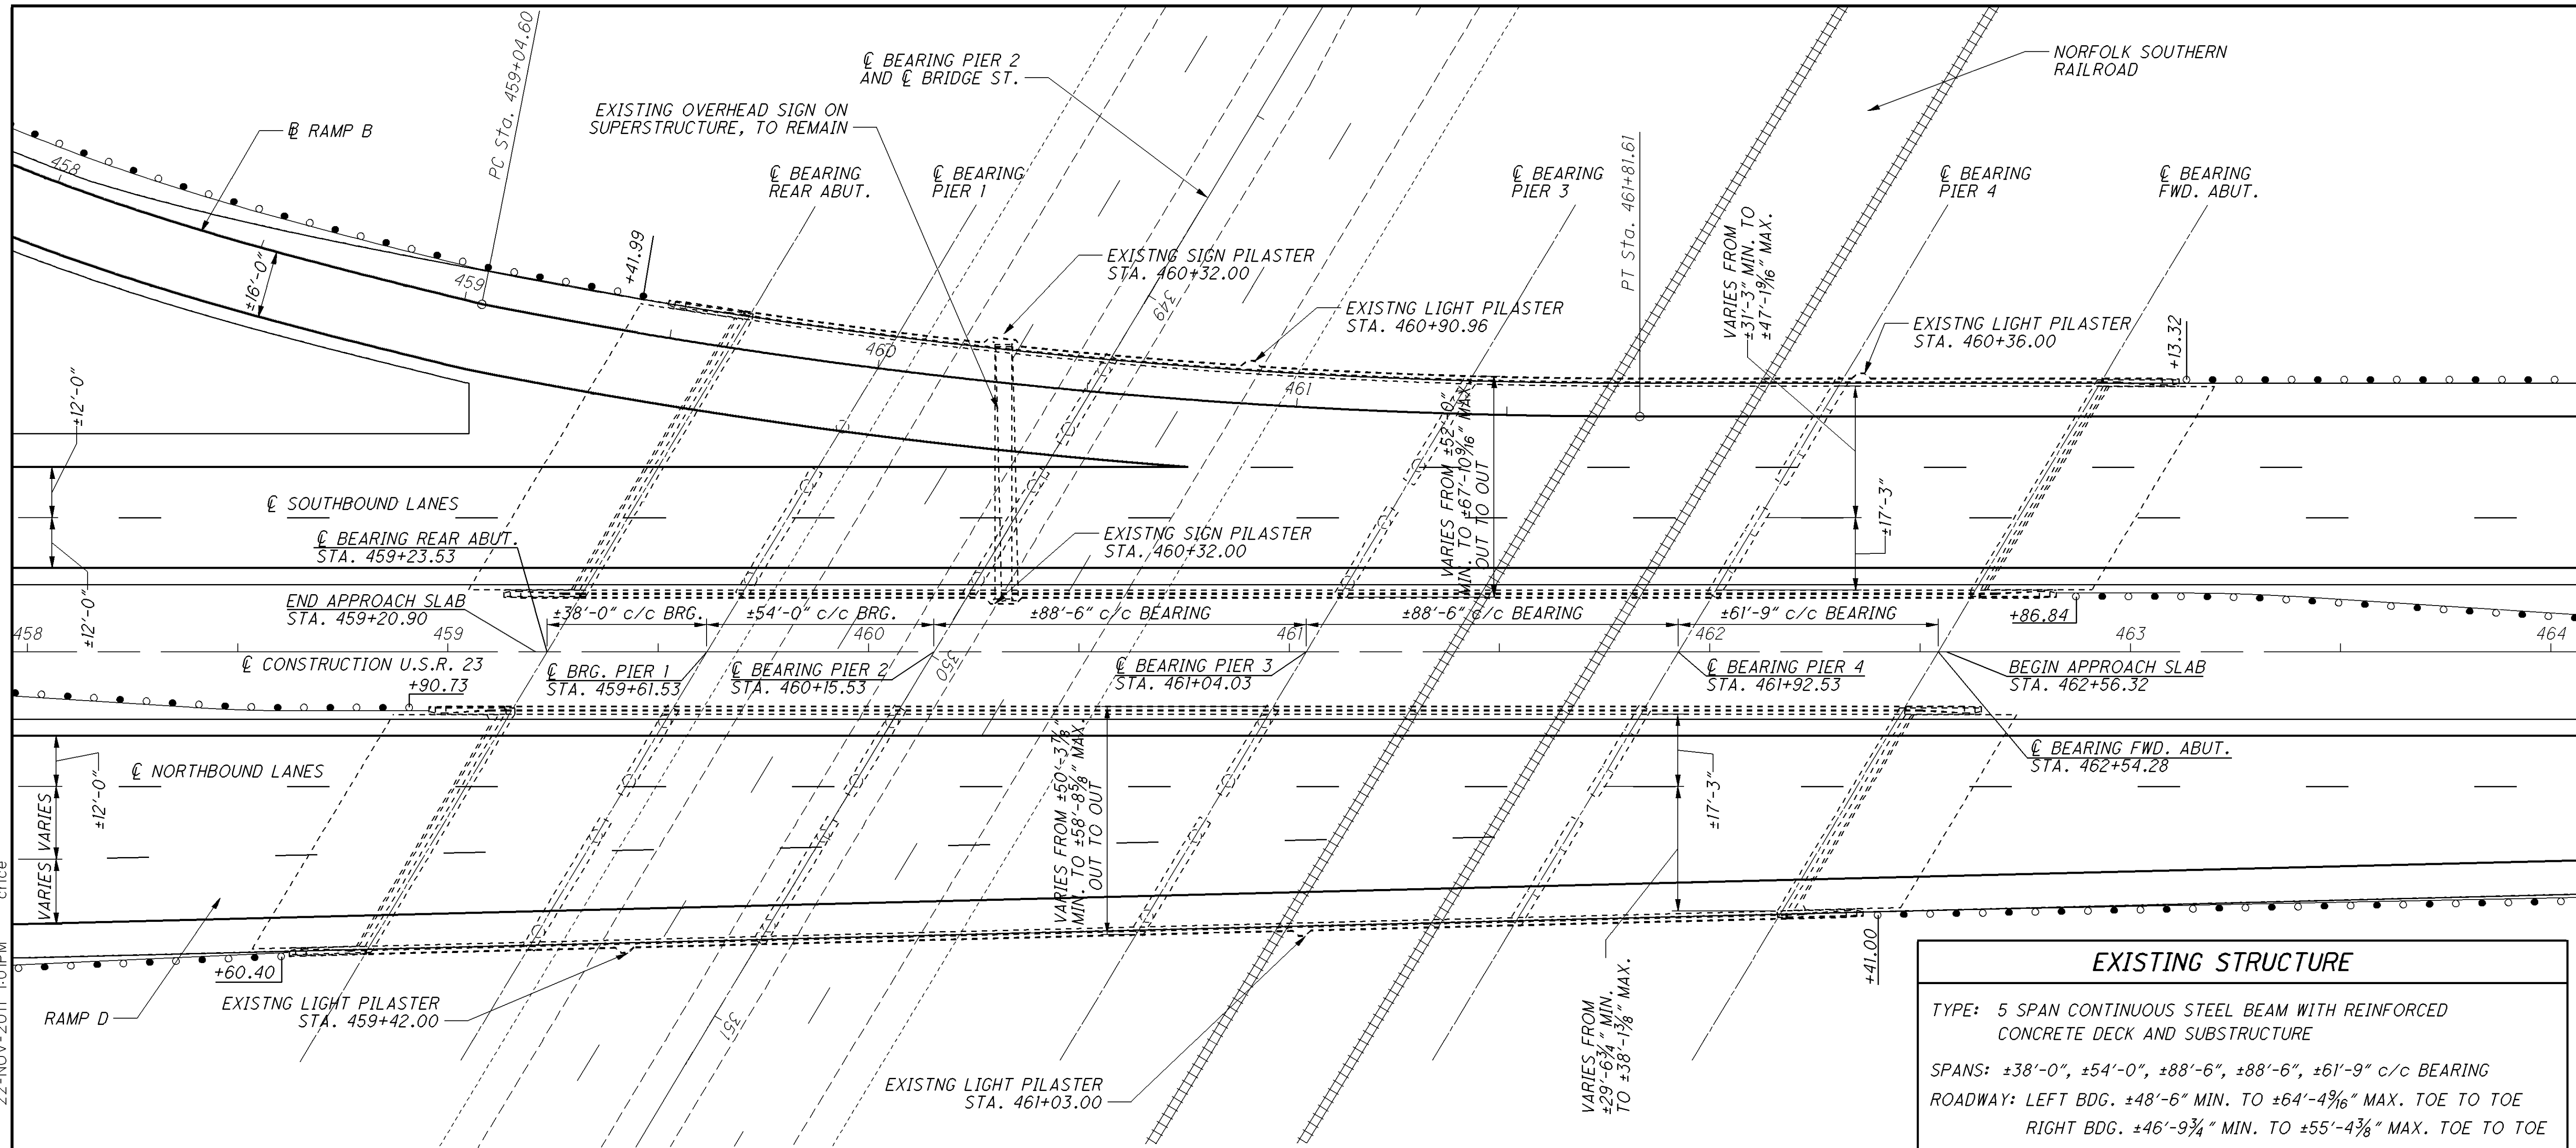 ℄ BEARING PIER 2
AND ℄ BRIDGE ST.
NORFOLK SOUTHERN
RAILROAD
PC Sta. 459+04.60
EXISTING OVERHEAD SIGN ON
SUPERSTRUCTURE, TO REMAIN
RAMP B
458
℄ BEARING
REAR ABUT.
℄ BEARING
PIER 1
℄ BEARING
PIER 3
℄ BEARING
PIER 4
℄ BEARING
FWD. ABUT.
PT Sta. 461+81.61
VARIES FROM
±31'-3" MIN. TO
±47'-1 9/16" MAX.
+41.99
±16'-0"
459
EXISTNG SIGN PILASTER
STA. 460+32.00
349
EXISTNG LIGHT PILASTER
STA. 460+90.96
EXISTNG LIGHT PILASTER
STA. 460+36.00
+13.32
460
461
±12'-0"
VARIES FROM ±52'-0"
MIN. TO ±67'-10 9/16" MAX.
OUT TO OUT
±17'-3"
℄ SOUTHBOUND LANES
℄ BEARING REAR ABUT.
STA. 459+23.53
EXISTNG SIGN PILASTER
STA. 460+32.00
±12'-0"
END APPROACH SLAB
STA. 459+20.90
±38'-0" c/c BRG.
±54'-0" c/c BRG.
±88'-6" c/c BEARING
±88'-6" c/c BEARING
±61'-9" c/c BEARING
+86.84
458
459
460
461
462
463
464
℄ CONSTRUCTION U.S.R. 23
+90.73
℄ BRG. PIER 1
STA. 459+61.53
℄ BEARING PIER 2
STA. 460+15.53
350
℄ BEARING PIER 3
STA. 461+04.03
℄ BEARING PIER 4
STA. 461+92.53
BEGIN APPROACH SLAB
STA. 462+56.32
℄ BEARING FWD. ABUT.
STA. 462+54.28
℄ NORTHBOUND LANES
±12'-0"
VARIES
VARIES
VARIES FROM ±50'-3 7/8"
MIN. TO ±58'-8 5/8" MAX.
OUT TO OUT
±17'-3"
+60.40
RAMP D
EXISTNG LIGHT PILASTER
STA. 459+42.00
351
EXISTNG LIGHT PILASTER
STA. 461+03.00
VARIES FROM
±29'-6 3/4" MIN.
TO ±38'-1 3/8" MAX.
+41.00
EXISTING STRUCTURE
TYPE: 5 SPAN CONTINUOUS STEEL BEAM WITH REINFORCED
CONCRETE DECK AND SUBSTRUCTURE
SPANS: ±38'-0", ±54'-0", ±88'-6", ±88'-6", ±61'-9" c/c BEARING
ROADWAY: LEFT BDG. ±48'-6" MIN. TO ±64'-4 9/16" MAX. TOE TO TOE
RIGHT BDG. ±46'-9 3/4" MIN. TO ±55'-4 3/8" MAX. TOE TO TOE
22-NOV-2011 1:01PM